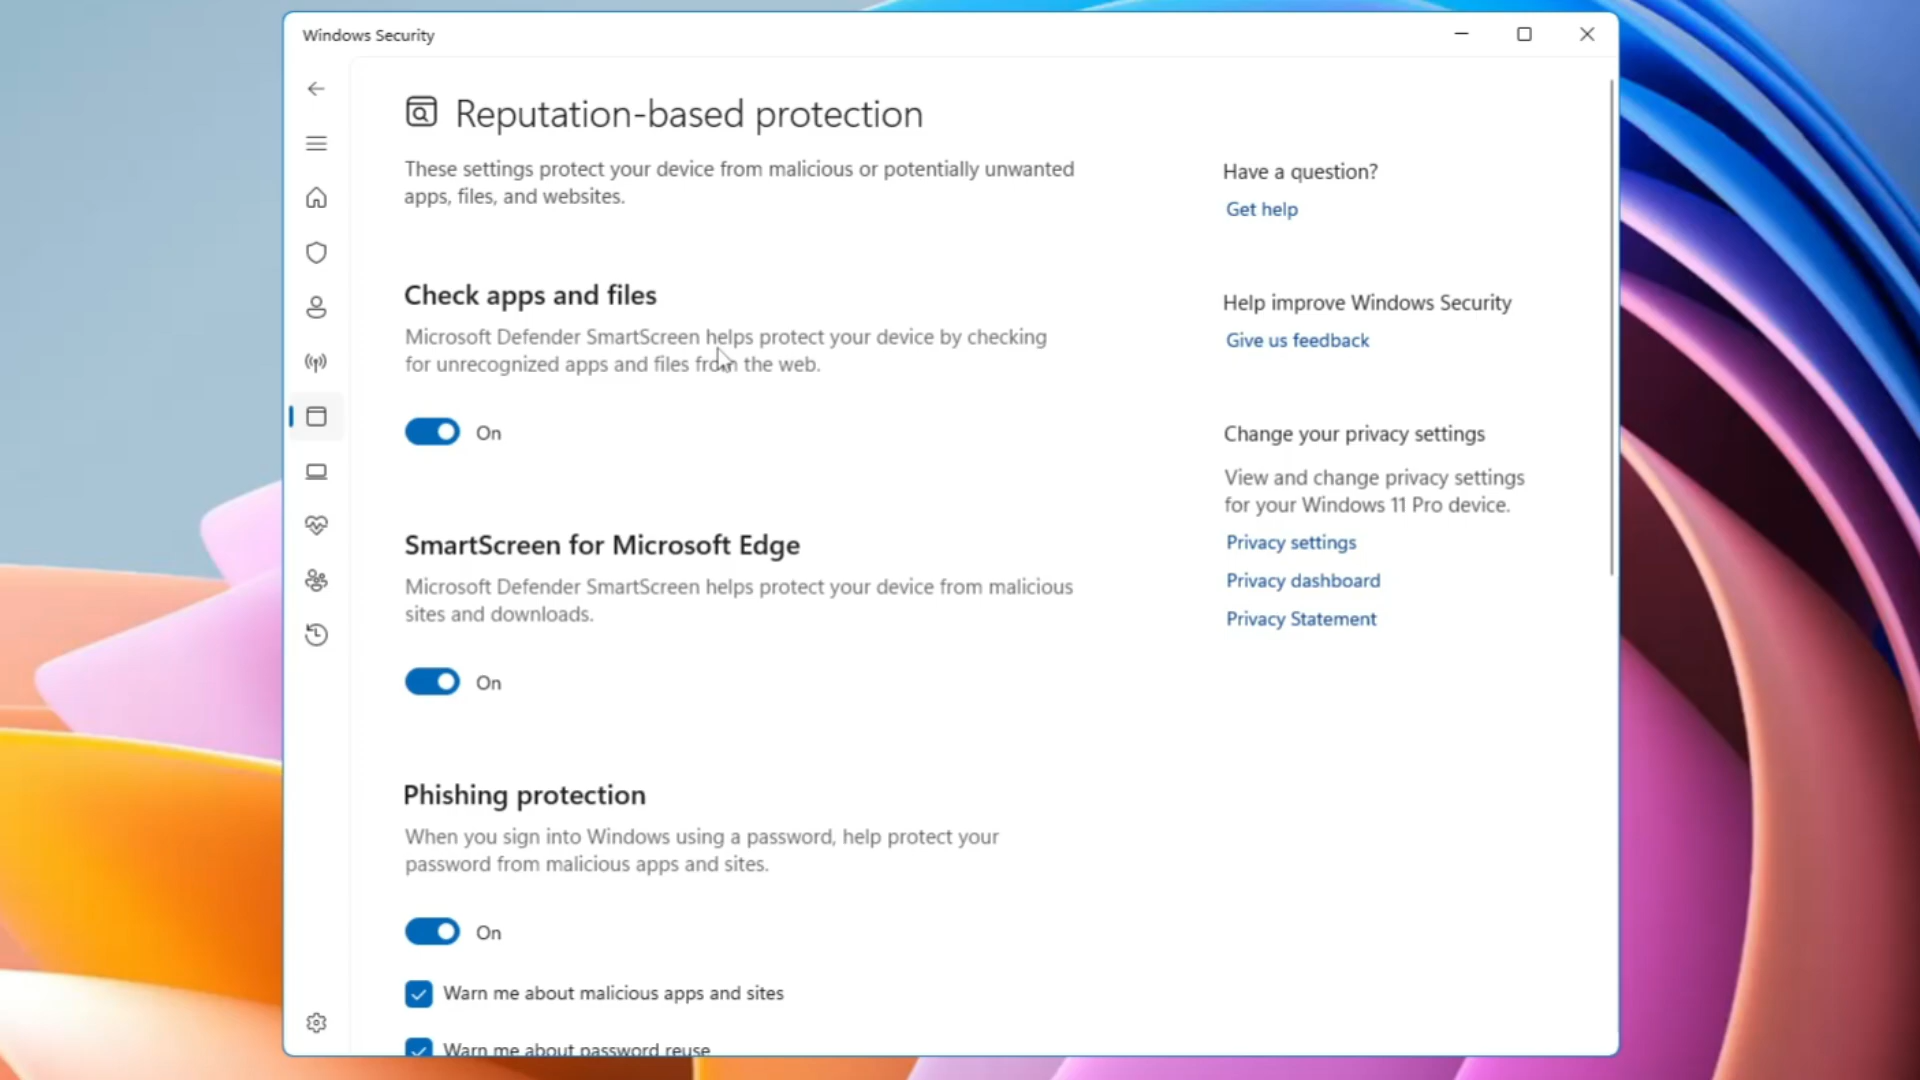 Windows Security
Reputation-based protection
These settings protect your device from malicious or potentially unwanted
apps, files, and websites.
Check apps and files
Microsoft Defender SmartScreen helps protect your device by checking
for unrecognized apps and files from the web.
On
SmartScreen for Microsoft Edge
Microsoft Defender SmartScreen helps protect your device from malicious
sites and downloads.
On
Phishing protection
When you sign into Windows using a password, help protect your
password from malicious apps and sites.
On
Warn me about malicious apps and sites
Warn me about password reuse
Have a question?
Get help
Help improve Windows Security
Give us feedback
Change your privacy settings
View and change privacy settings
for your Windows 11 Pro device.
Privacy settings
Privacy dashboard
Privacy Statement